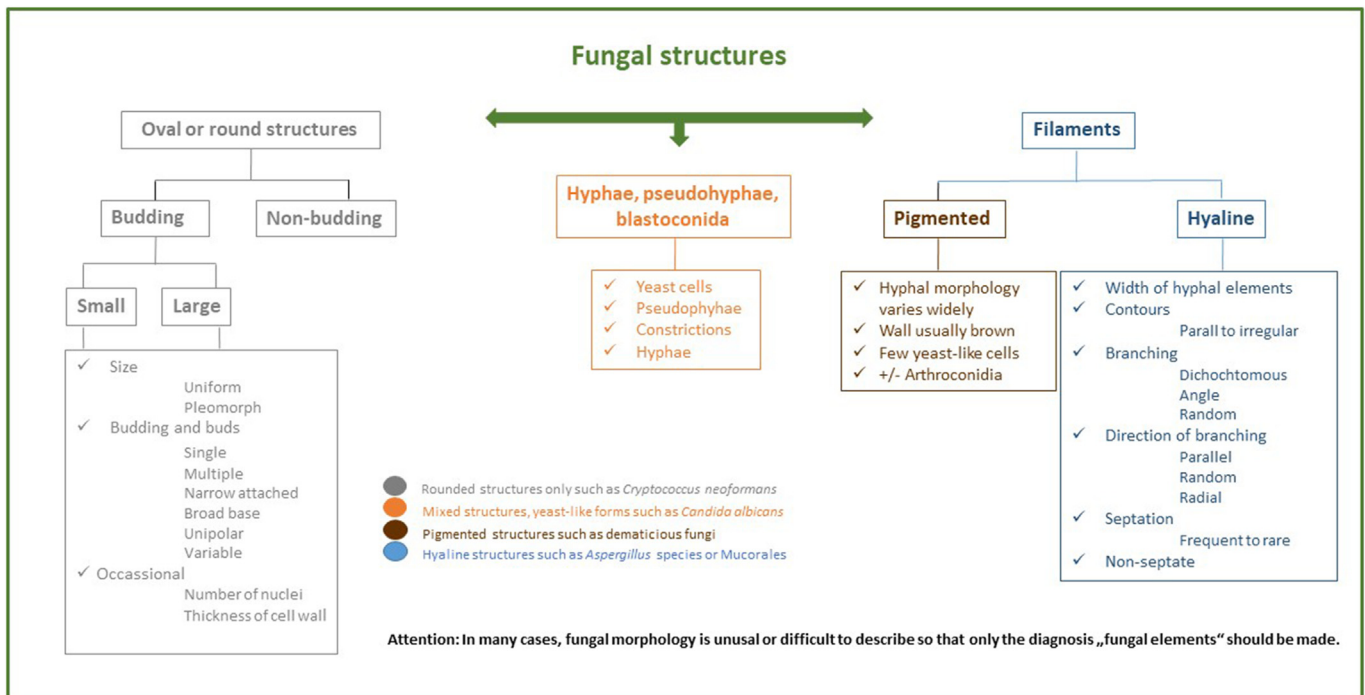 Fungal structures
Oval or round structures
Budding
Non-budding
Small
Large
✓ Size
Uniform
Pleomorph
✓ Budding and buds
Single
Multiple
Narrow attached
Broad base
Unipolar
Variable
✓ Occassional
Number of nuclei
Thickness of cell wall
Hyphae, pseudohyphae,
blastoconida
✓ Yeast cells
✓ Pseudophyhae
✓ Constrictions
✓ Hyphae
Filaments
Pigmented
✓ Hyphal morphology
varies widely
✓ Wall usually brown
✓ Few yeast-like cells
✓ +/- Arthroconidia
Hyaline
✓ Width of hyphal elements
✓ Contours
Parall to irregular
✓ Branching
Dichochtomous
Angle
Random
✓ Direction of branching
Parallel
Random
Radial
✓ Septation
Frequent to rare
✓ Non-septate
Rounded structures only such as Cryptococcus neoformans
Mixed structures, yeast-like forms such as Candida albicans
Pigmented structures such as dematicious fungi
Hyaline structures such as Aspergillus species or Mucorales
Attention: In many cases, fungal morphology is unusal or difficult to describe so that only the diagnosis „fungal elements“ should be made.